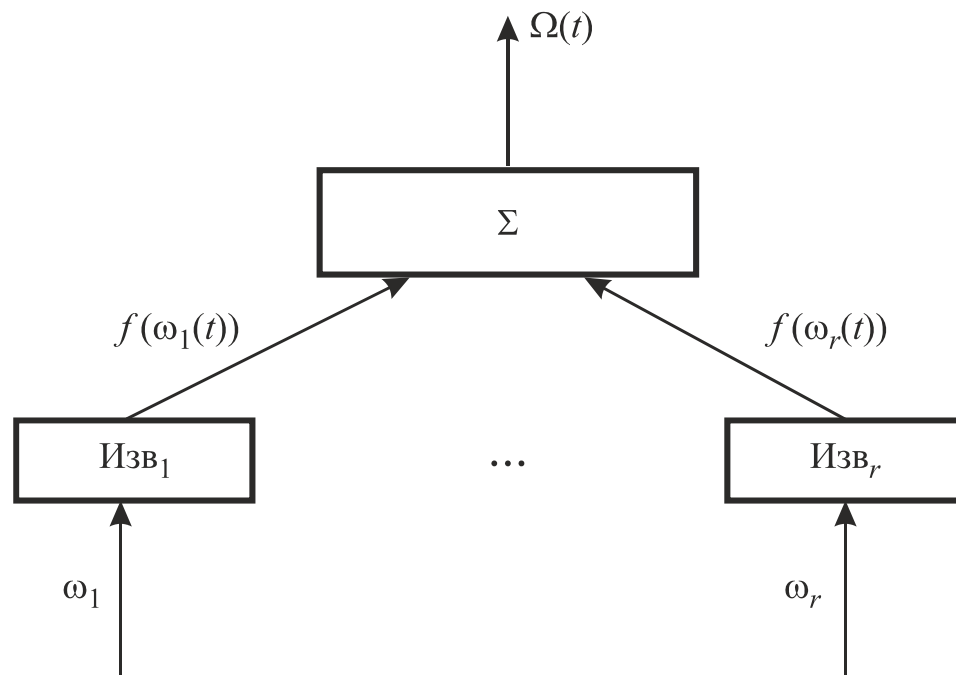 Ω(t)
Σ
f(ω₁(t)) f(ωᵣ(t))
Изв₁ ... Извᵣ
ω₁ ωᵣ